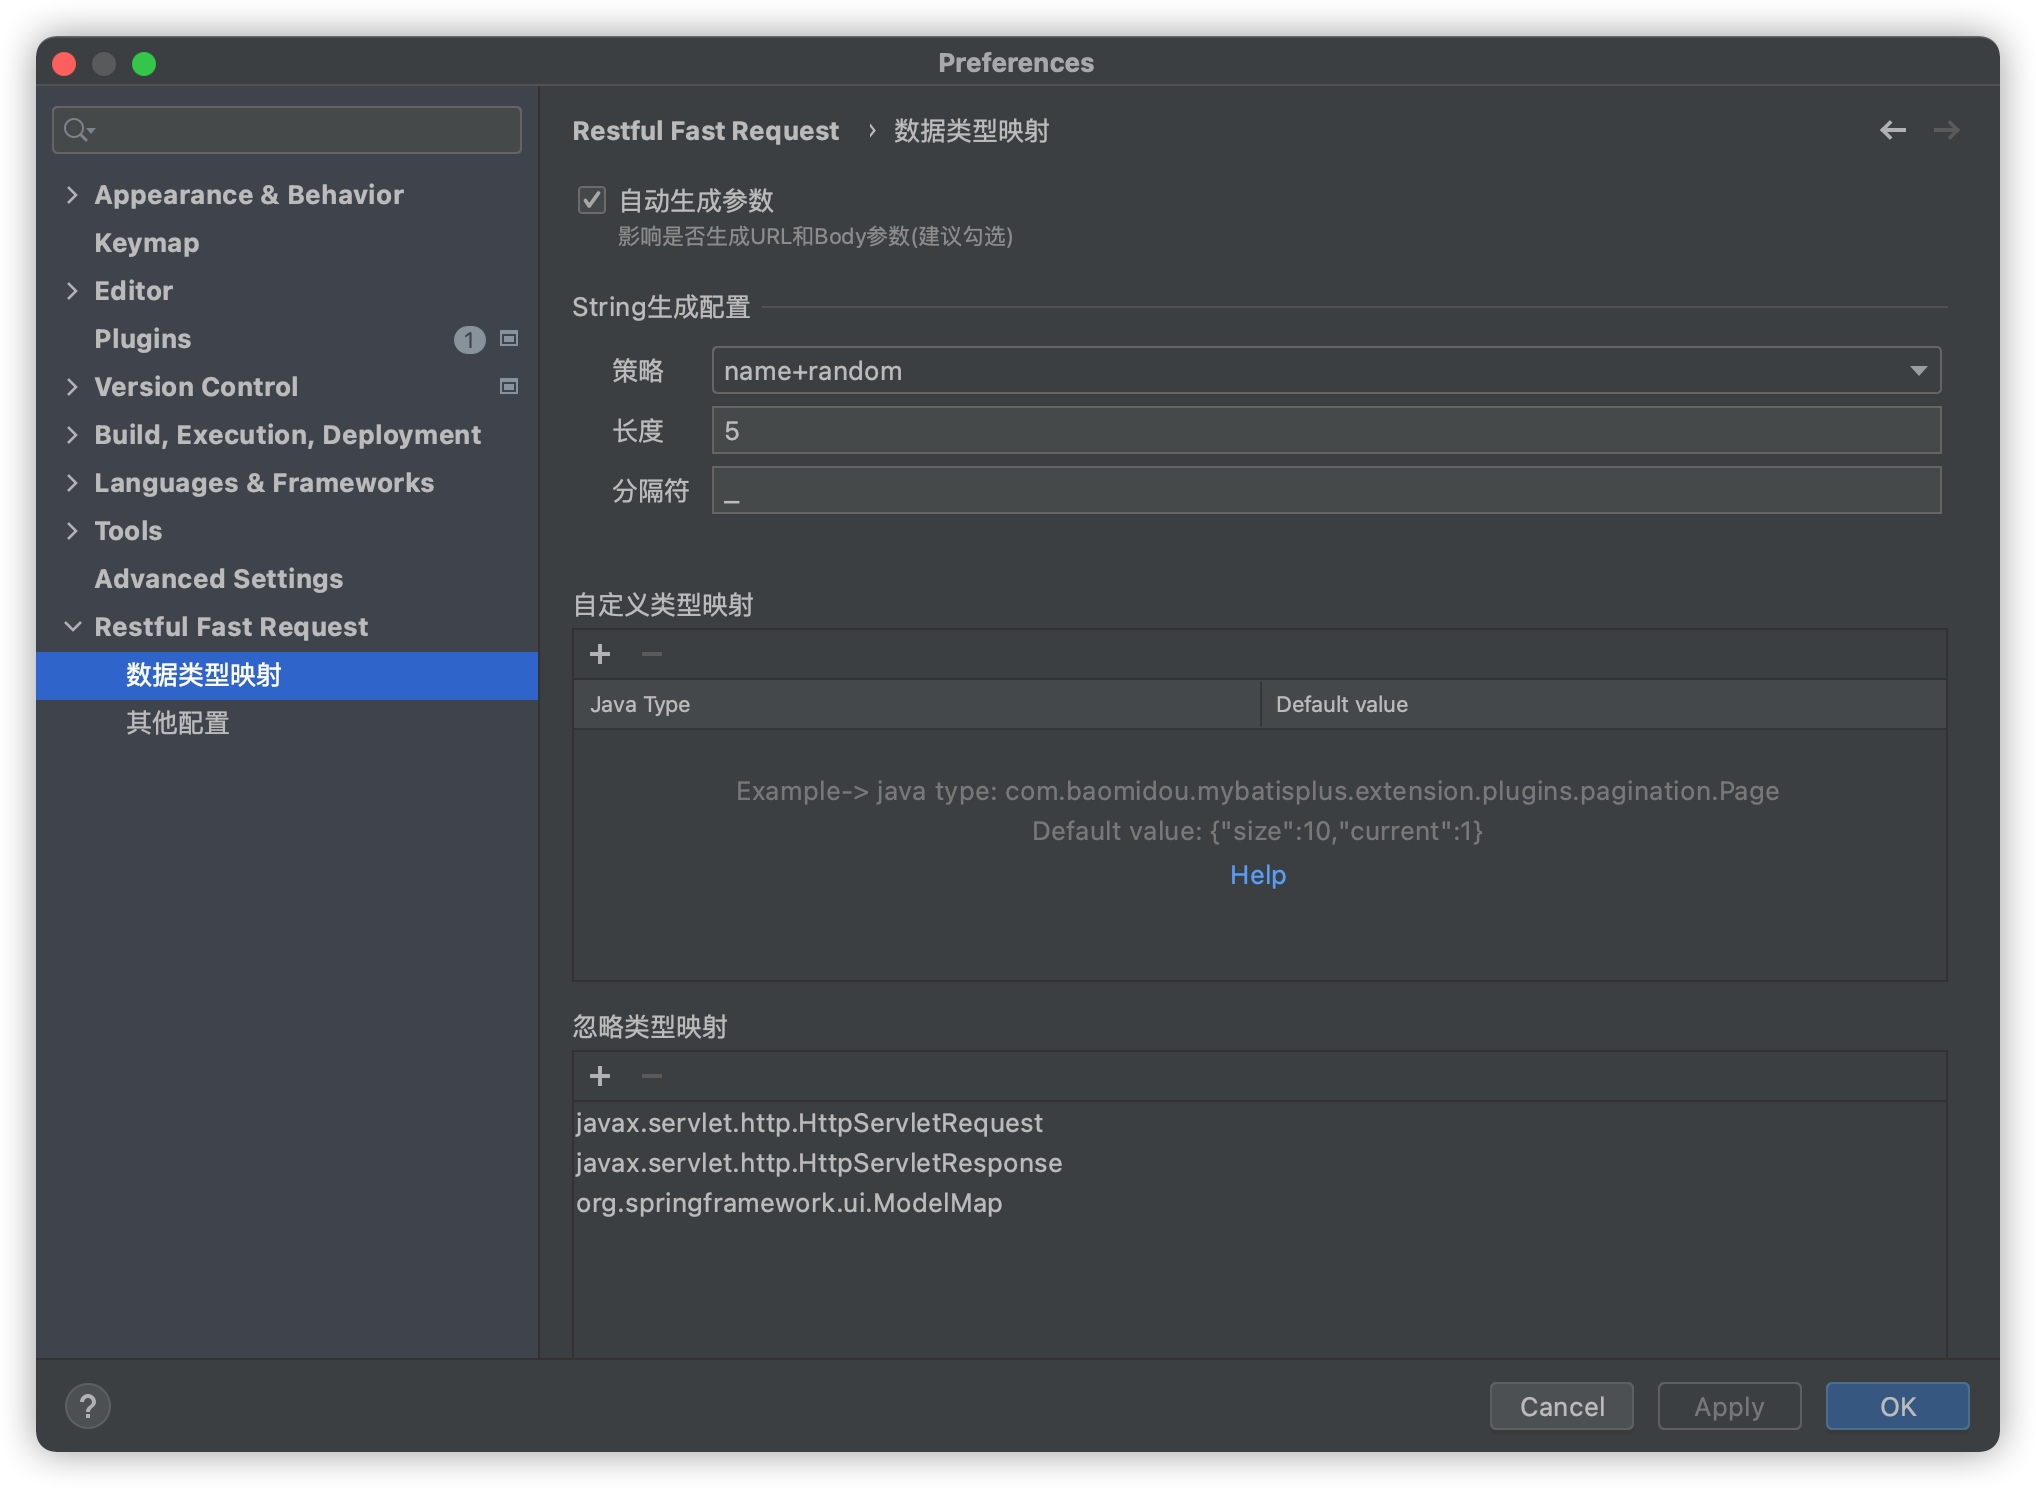 Preferences
Appearance & Behavior
Keymap
Editor
Plugins 1
Version Control
Build, Execution, Deployment
Languages & Frameworks
Tools
Advanced Settings
Restful Fast Request
数据类型映射
其他配置
Restful Fast Request › 数据类型映射
自动生成参数
影响是否生成URL和Body参数(建议勾选)
String生成配置
策略 name+random
长度 5
分隔符 _
自定义类型映射
Java Type Default value
Example-> java type: com.baomidou.mybatisplus.extension.plugins.pagination.Page
Default value: {"size":10,"current":1}
Help
忽略类型映射
javax.servlet.http.HttpServletRequest
javax.servlet.http.HttpServletResponse
org.springframework.ui.ModelMap
? Cancel Apply OK